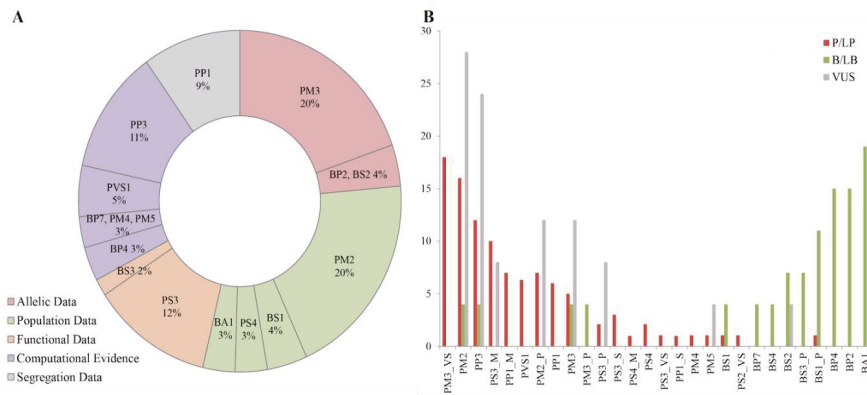 A
PP1
9%
PM3
20%
BP2, BS2 4%
PM2
20%
BS1
4%
PS4
3%
BA1
3%
PS3
12%
BS3 2%
BP4 3%
BP7, PM4, PM5
3%
PVS1
5%
PP3
11%
Allelic Data
Population Data
Functional Data
Computational Evidence
Segregation Data
B
P/LP
B/LB
VUS
30
25
20
15
10
5
0
PM3_VS
PM2
PP3
PS3_M
PP1_M
PVS1
PM2_P
PP1
PM3
PM3_P
PS3_P
PS3_S
PS4_M
PS4
PS3_VS
PP1_S
PM4
PM5
BS1
PS2_VS
BP7
BS4
BS2
BS3_P
BS1_P
BP4
BP2
BA1